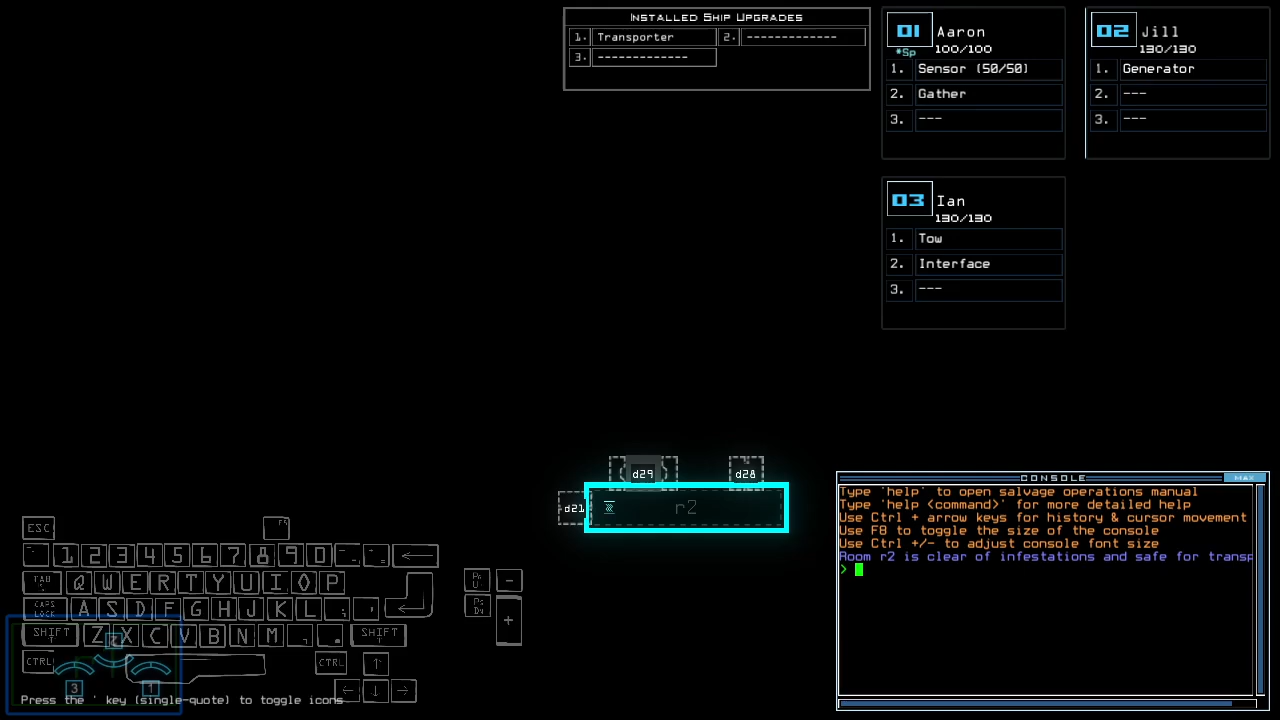 Installed Ship Upgrades
1. Transporter 2. -------------
3. -------------
01 Aaron
*Sp 100/100
1. Sensor (50/50)
2. Gather
3. ---
02 Jill
130/130
1. Generator
2. ---
3. ---
03 Ian
130/130
1. Tow
2. Interface
3. ---
d29 d28
d21 r2
CONSOLE MAX
Type 'help' to open salvage operations manual
Type 'help <command>' for more detailed help
Use Ctrl + arrow keys for history & cursor movement
Use F8 to toggle the size of the console
Use Ctrl +/- to adjust console font size
Room r2 is clear of infestations and safe for transp
>
ESC
1 2 3 4 5 6 7 8 9 0 - =
TAB Q W E R T Y U I O P
CAPS LOCK A S D F G H J K L ; '
SHIFT Z X C V B N M , . SHIFT
CTRL CTRL
- +
2
3 1
Press the ' key (single-quote) to toggle icons